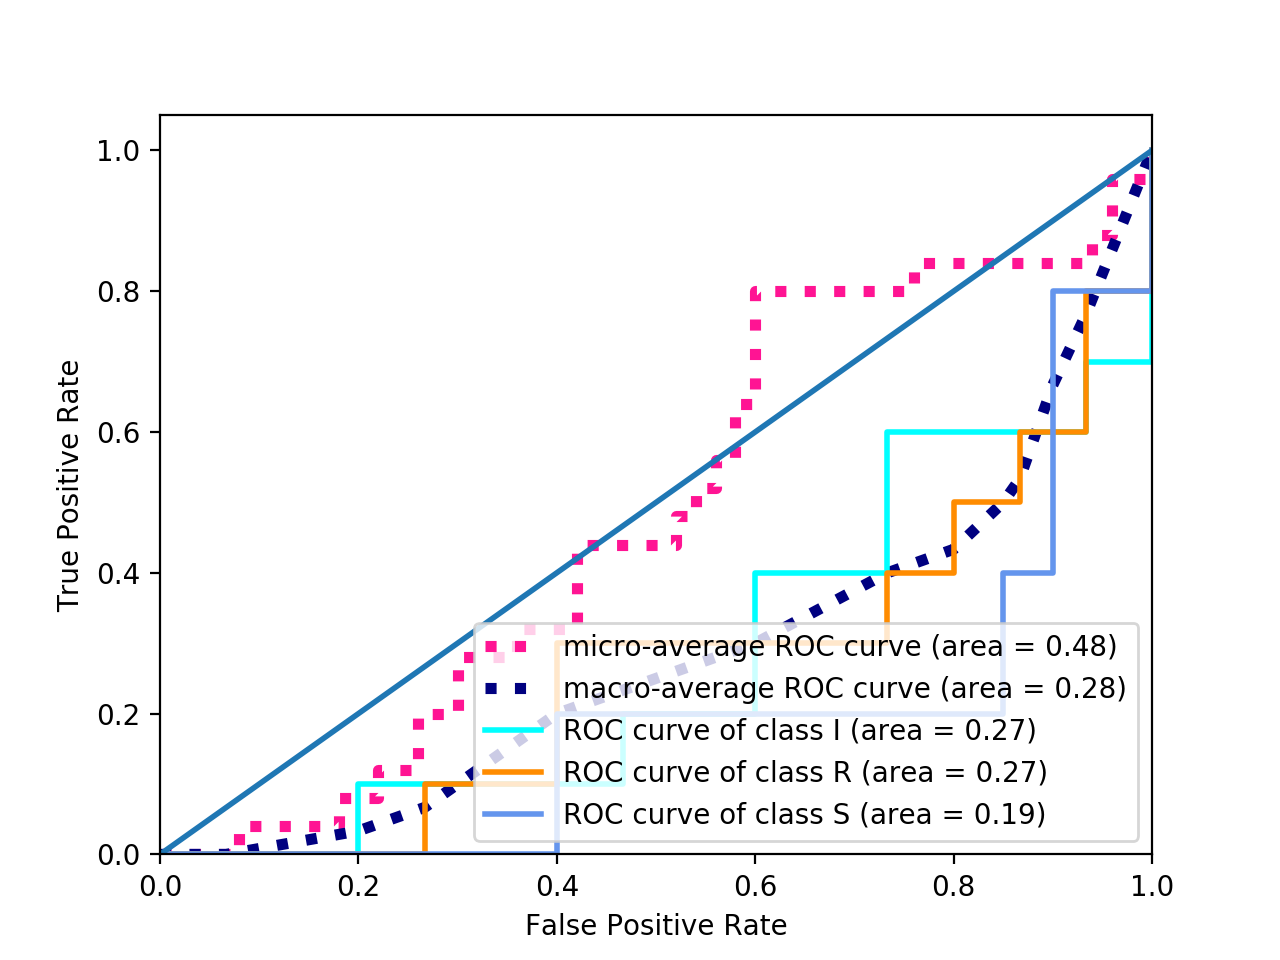 1.0
0.8
0.6
0.4
0.2
0.0
True Positive Rate
micro-average ROC curve (area = 0.48)
macro-average ROC curve (area = 0.28)
ROC curve of class I (area = 0.27)
ROC curve of class R (area = 0.27)
ROC curve of class S (area = 0.19)
0.0 0.2 0.4 0.6 0.8 1.0
False Positive Rate